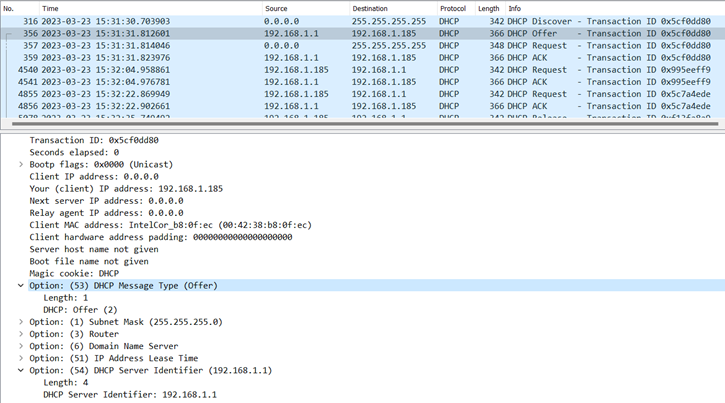 No. Time Source Destination Protocol Length Info
316 2023-03-23 15:31:30.703903 0.0.0.0 255.255.255.255 DHCP 342 DHCP Discover - Transaction ID 0x5cf0dd80
356 2023-03-23 15:31:31.812601 192.168.1.1 192.168.1.185 DHCP 366 DHCP Offer - Transaction ID 0x5cf0dd80
357 2023-03-23 15:31:31.814046 0.0.0.0 255.255.255.255 DHCP 348 DHCP Request - Transaction ID 0x5cf0dd80
359 2023-03-23 15:31:31.823976 192.168.1.1 192.168.1.185 DHCP 366 DHCP ACK - Transaction ID 0x5cf0dd80
4540 2023-03-23 15:32:04.958861 192.168.1.185 192.168.1.1 DHCP 342 DHCP Request - Transaction ID 0x995eeff9
4541 2023-03-23 15:32:04.976781 192.168.1.1 192.168.1.185 DHCP 366 DHCP ACK - Transaction ID 0x995eeff9
4855 2023-03-23 15:32:22.869949 192.168.1.185 192.168.1.1 DHCP 342 DHCP Request - Transaction ID 0x5c7a4ede
4856 2023-03-23 15:32:22.902661 192.168.1.1 192.168.1.185 DHCP 366 DHCP ACK - Transaction ID 0x5c7a4ede
Transaction ID: 0x5cf0dd80
Seconds elapsed: 0
Bootp flags: 0x0000 (Unicast)
Client IP address: 0.0.0.0
Your (client) IP address: 192.168.1.185
Next server IP address: 0.0.0.0
Relay agent IP address: 0.0.0.0
Client MAC address: IntelCor_b8:0f:ec (00:42:38:b8:0f:ec)
Client hardware address padding: 00000000000000000000
Server host name not given
Boot file name not given
Magic cookie: DHCP
Option: (53) DHCP Message Type (Offer)
Length: 1
DHCP: Offer (2)
Option: (1) Subnet Mask (255.255.255.0)
Option: (3) Router
Option: (6) Domain Name Server
Option: (51) IP Address Lease Time
Option: (54) DHCP Server Identifier (192.168.1.1)
Length: 4
DHCP Server Identifier: 192.168.1.1